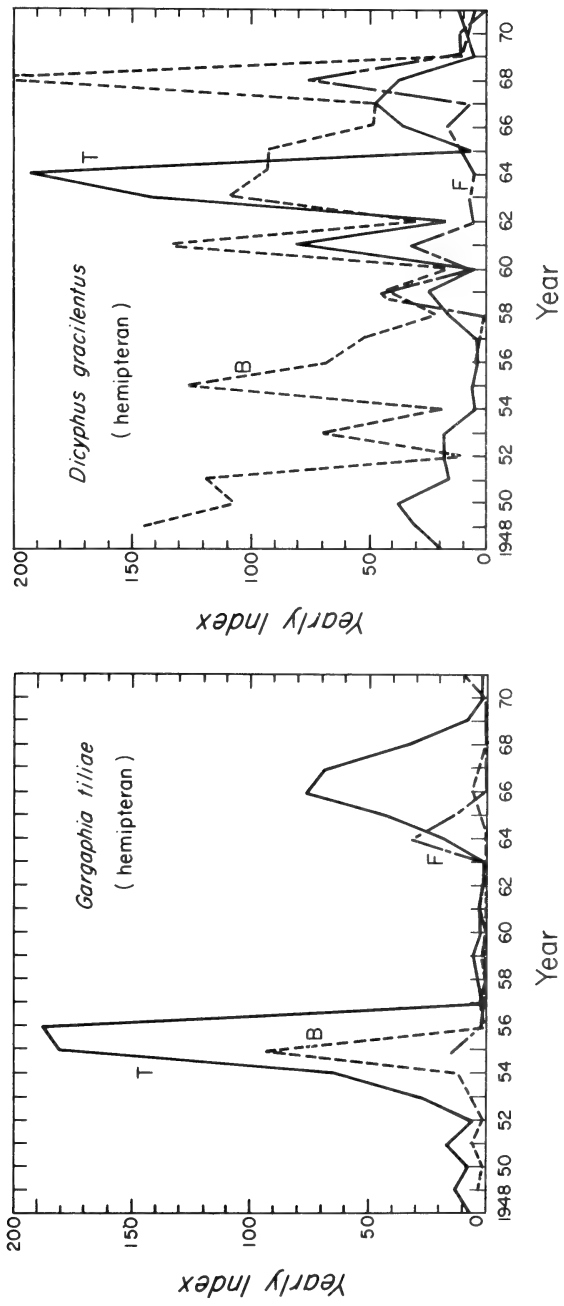 Gargaphia tiliae
( hemipteran )
Yearly Index
200
150
100
50
0
T
B
F
1948 50 52 54 56 58 60 62 64 66 68 70
Year
Dicyphus gracilentus
( hemipteran )
Yearly Index
200
150
100
50
0
B
T
F
1948 50 52 54 56 58 60 62 64 66 68 70
Year